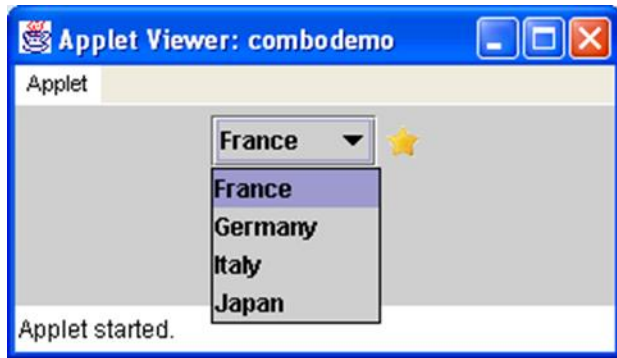 Applet Viewer: combodemo
Applet
France
France
Germany
Italy
Japan
Applet started.